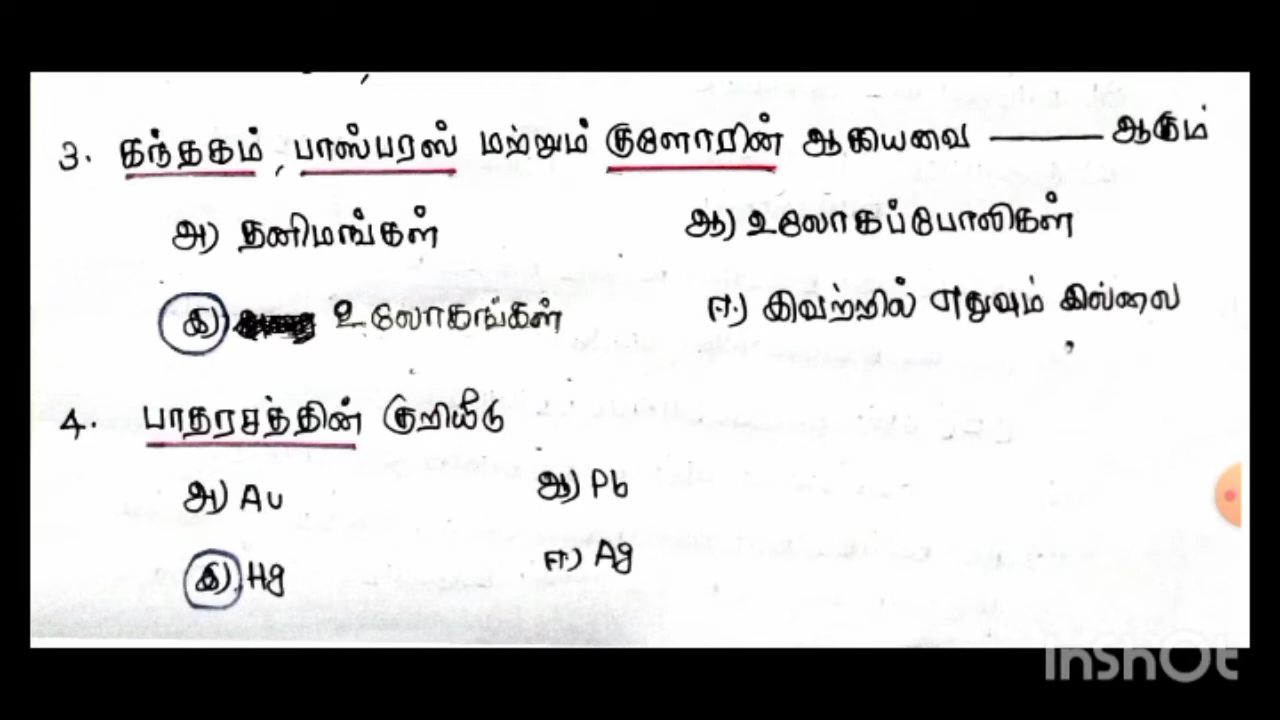 3. கந்தகம், பாஸ்பரஸ் மற்றும் குளோரின் ஆகியவை ——— ஆகும்
அ) தனிமங்கள் ஆ) உலோகப்போலிகள்
இ) உலோகங்கள் ஈ) இவற்றில் எதுவும் இல்லை
4. பாதரசத்தின் குறியீடு
அ) Au ஆ) Pb
இ) Hg ஈ) Ag
InShOt